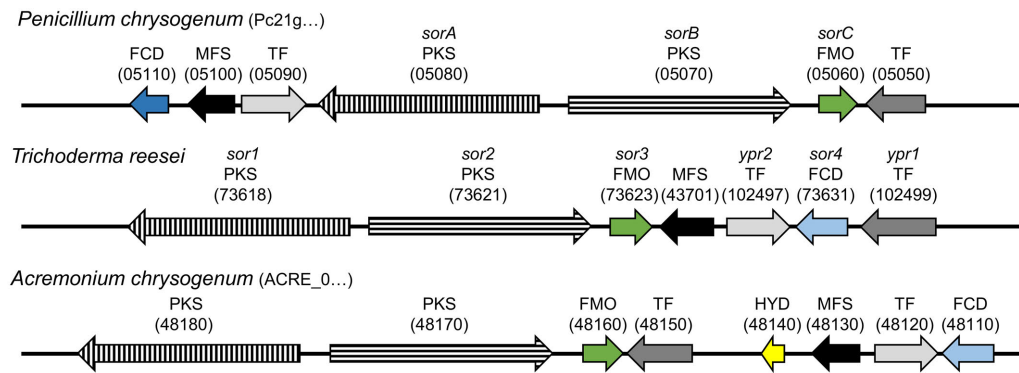 Penicillium chrysogenum (Pc21g…)
sorA sorB sorC
FCD MFS TF PKS PKS FMO TF
(05110) (05100) (05090) (05080) (05070) (05060) (05050)
Trichoderma reesei sor1 sor2 sor3 ypr2 sor4 ypr1
PKS PKS FMO MFS TF FCD TF
(73618) (73621) (73623) (43701) (102497) (73631) (102499)
Acremonium chrysogenum (ACRE_0…)
PKS PKS FMO TF HYD MFS TF FCD
(48180) (48170) (48160) (48150) (48140) (48130) (48120) (48110)